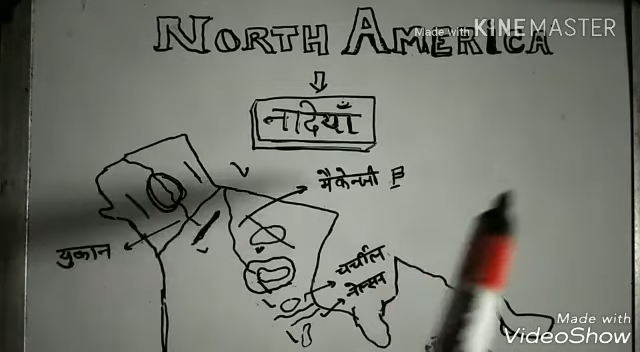 NORTH AMERICA
Made with KINEMASTER
नदियाँ
मैकेन्जी
युकान
चर्चील
नेल्सन
Made with
VideoShow